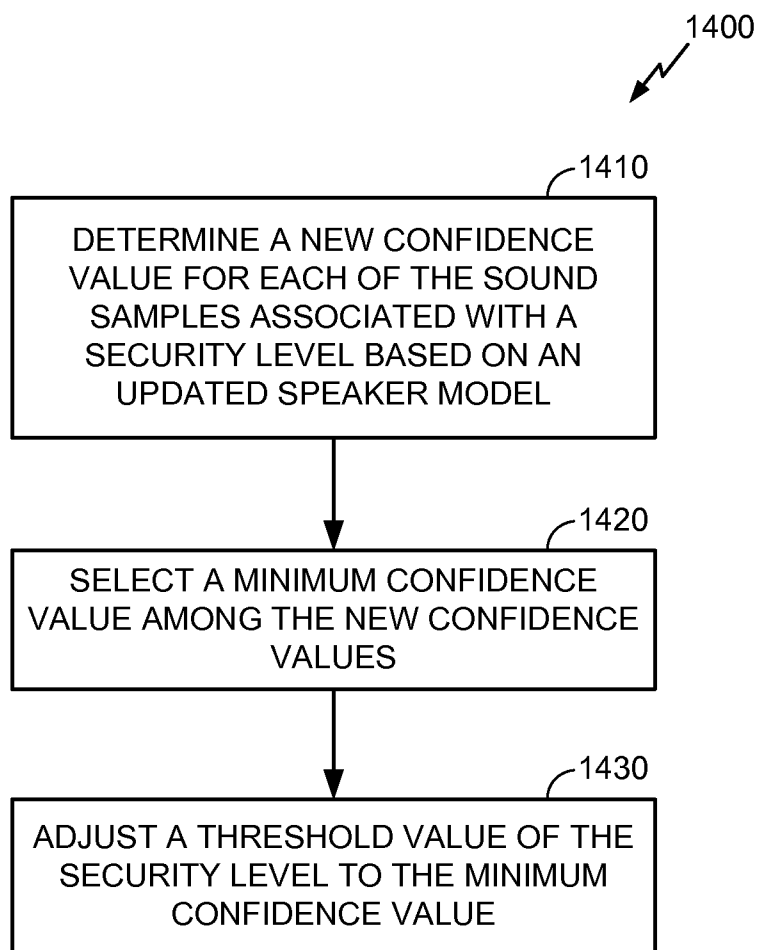 1400
1410
DETERMINE A NEW CONFIDENCE
VALUE FOR EACH OF THE SOUND
SAMPLES ASSOCIATED WITH A
SECURITY LEVEL BASED ON AN
UPDATED SPEAKER MODEL
1420
SELECT A MINIMUM CONFIDENCE
VALUE AMONG THE NEW CONFIDENCE
VALUES
1430
ADJUST A THRESHOLD VALUE OF THE
SECURITY LEVEL TO THE MINIMUM
CONFIDENCE VALUE